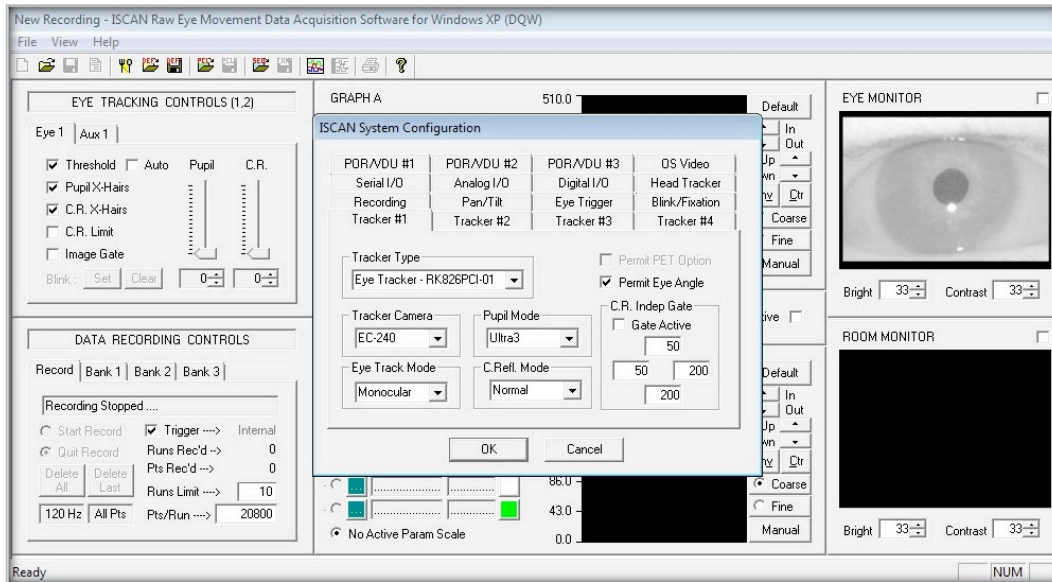 New Recording - ISCAN Raw Eye Movement Data Acquisition Software for Windows XP (DQW)
File View Help
EYE TRACKING CONTROLS (1,2)
Eye 1 Aux 1
Threshold Auto Pupil C.R.
Pupil X-Hairs
C.R. X-Hairs
C.R. Limit
Image Gate
Blink : Set Clear 0 0
DATA RECORDING CONTROLS
Record Bank 1 Bank 2 Bank 3
Recording Stopped ....
Start Record Trigger ----> Internal
Quit Record Runs Rec'd --> 0
Delete All Delete Last Pts Rec'd ---> 0
Runs Limit ----> 10
120 Hz All Pts Pts/Run ----> 20800
GRAPH A 510.0
Default
In
Out
Up
wn
nv Ctr
Coarse
Fine
Manual
ISCAN System Configuration
POR/VDU #1 POR/VDU #2 POR/VDU #3 OS Video
Serial I/O Analog I/O Digital I/O Head Tracker
Recording Pan/Tilt Eye Trigger Blink/Fixation
Tracker #1 Tracker #2 Tracker #3 Tracker #4
Tracker Type
Eye Tracker - RK826PCI-01
Permit PET Option
Permit Eye Angle
Tracker Camera
EC-240
Pupil Mode
Ultra3
C.R. Indep Gate
Gate Active
50
50 200
200
Eye Track Mode
Monocular
C.Refl. Mode
Normal
OK Cancel
tive
Default
In
Out
Up
wn
nv Ctr
Coarse
Fine
Manual
86.0
43.0
No Active Param Scale 0.0
EYE MONITOR
Bright 33 Contrast 33
ROOM MONITOR
Bright 33 Contrast 33
Ready NUM